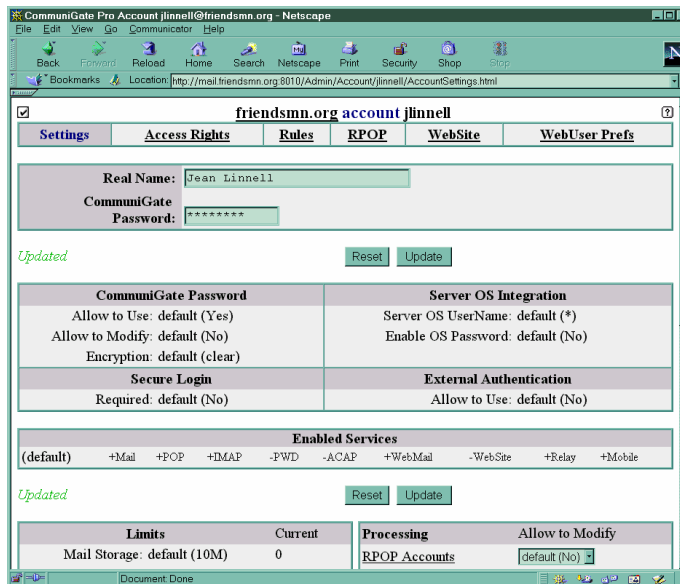 CommuniGate Pro Account jlinnell@friendsmn.org - Netscape
File Edit View Go Communicator Help
Back Forward Reload Home Search Netscape Print Security Shop Stop
Bookmarks Location: http://mail.friendsmn.org:8010/Admin/Account/jlinnell/AccountSettings.html
friendsmn.org account jlinnell
Settings Access Rights Rules RPOP WebSite WebUser Prefs
Real Name: Jean Linnell
CommuniGate
Password: ********
Updated Reset Update
CommuniGate Password Server OS Integration
Allow to Use: default (Yes) Server OS UserName: default (*)
Allow to Modify: default (No) Enable OS Password: default (No)
Encryption: default (clear)
Secure Login External Authentication
Required: default (No) Allow to Use: default (No)
Enabled Services
(default) +Mail +POP +IMAP -PWD -ACAP +WebMail -WebSite +Relay +Mobile
Updated Reset Update
Limits Current Processing Allow to Modify
Mail Storage: default (10M) 0 RPOP Accounts default (No)
Document Done